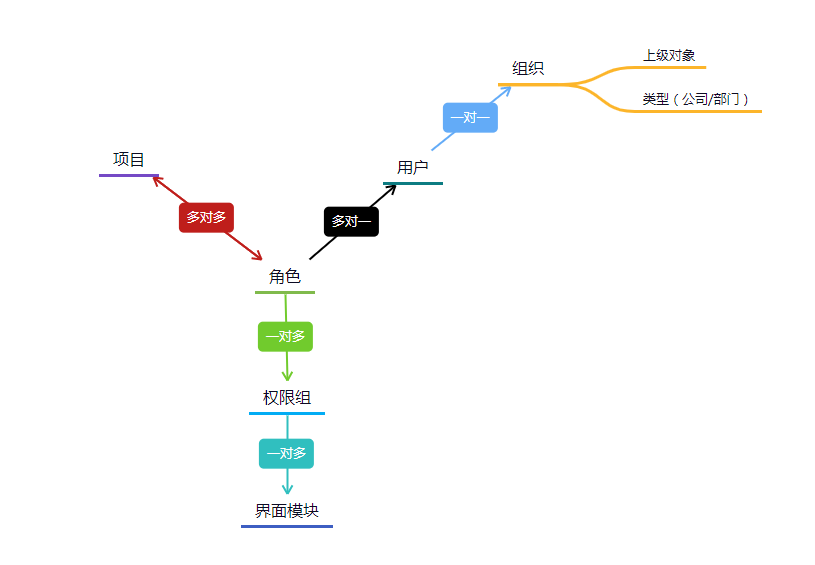 组织
上级对象
类型（公司/部门）
一对一
项目
用户
多对多
多对一
角色
一对多
权限组
一对多
界面模块